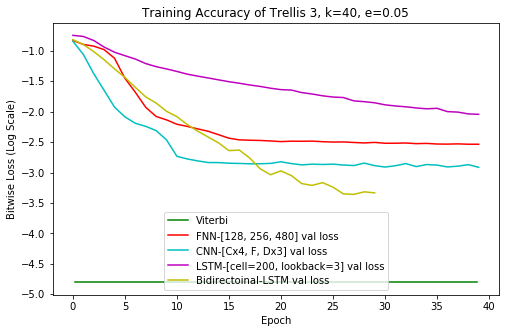 Training Accuracy of Trellis 3, k=40, e=0.05
Bitwise Loss (Log Scale)
−1.0
−1.5
−2.0
−2.5
−3.0
−3.5
−4.0
−4.5
−5.0
Viterbi
FNN-[128, 256, 480] val loss
CNN-[Cx4, F, Dx3] val loss
LSTM-[cell=200, lookback=3] val loss
Bidirectoinal-LSTM val loss
0 5 10 15 20 25 30 35 40
Epoch